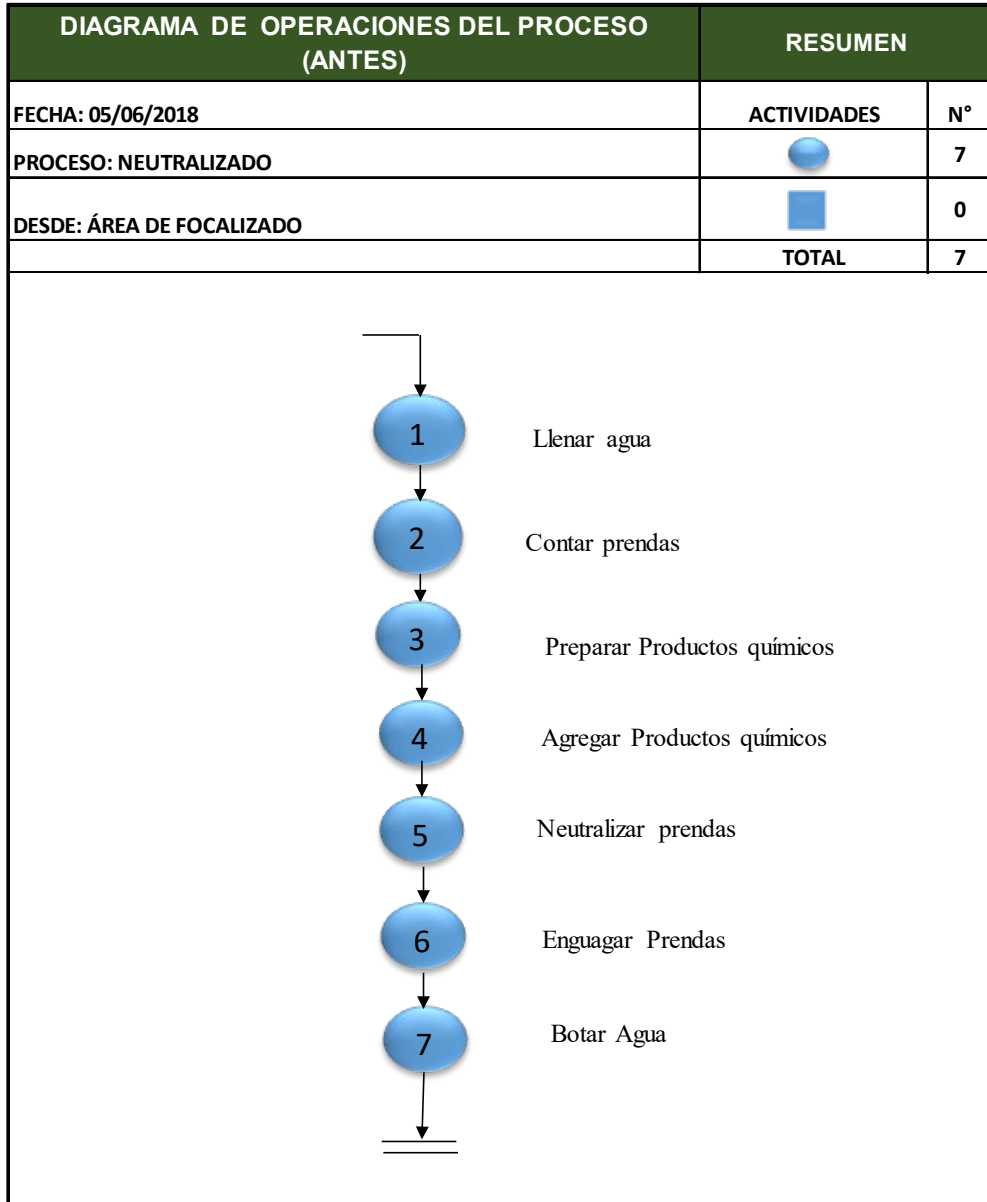 DIAGRAMA DE OPERACIONES DEL PROCESO
(ANTES)
RESUMEN
FECHA: 05/06/2018
ACTIVIDADES
N°
PROCESO: NEUTRALIZADO
7
DESDE: ÁREA DE FOCALIZADO
0
TOTAL
7
1
Llenar agua
2
Contar prendas
3
Preparar Productos químicos
4
Agregar Productos químicos
5
Neutralizar prendas
6
Enguagar Prendas
7
Botar Agua